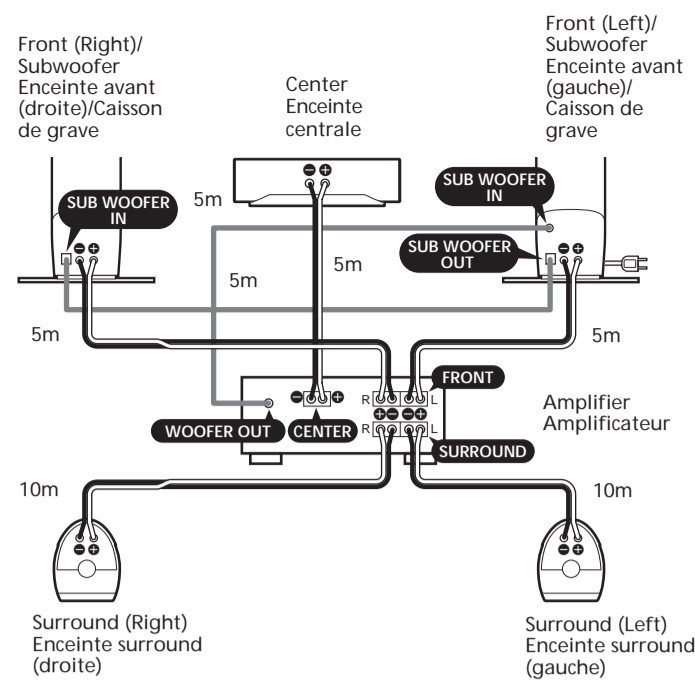 Front (Right)/
Subwoofer
Enceinte avant
(droite)/Caisson
de grave
Center
Enceinte
centrale
Front (Left)/
Subwoofer
Enceinte avant
(gauche)/
Caisson de
grave
SUB WOOFER
IN
5m
SUB WOOFER
IN
SUB WOOFER
OUT
5m
5m
5m
5m
FRONT
R
L
Amplifier
Amplificateur
WOOFER OUT
CENTER
R
L
SURROUND
10m
10m
Surround (Right)
Enceinte surround
(droite)
Surround (Left)
Enceinte surround
(gauche)